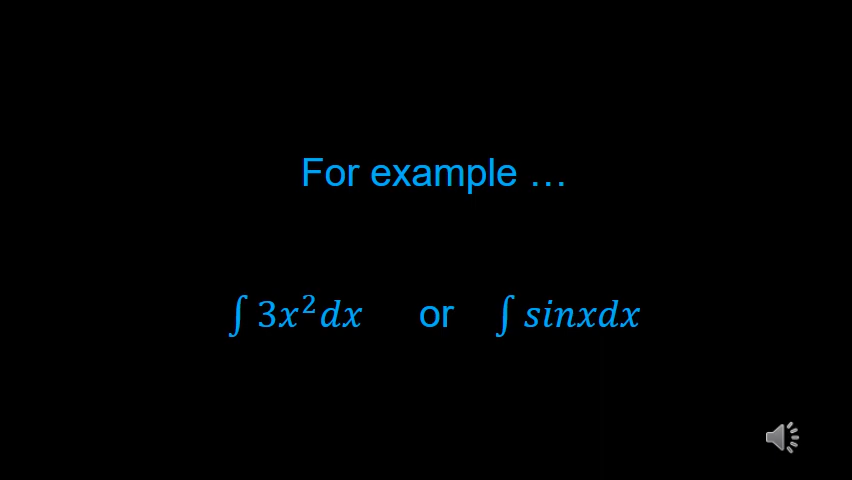 For example …
∫ 3x²dx or ∫ sinxdx